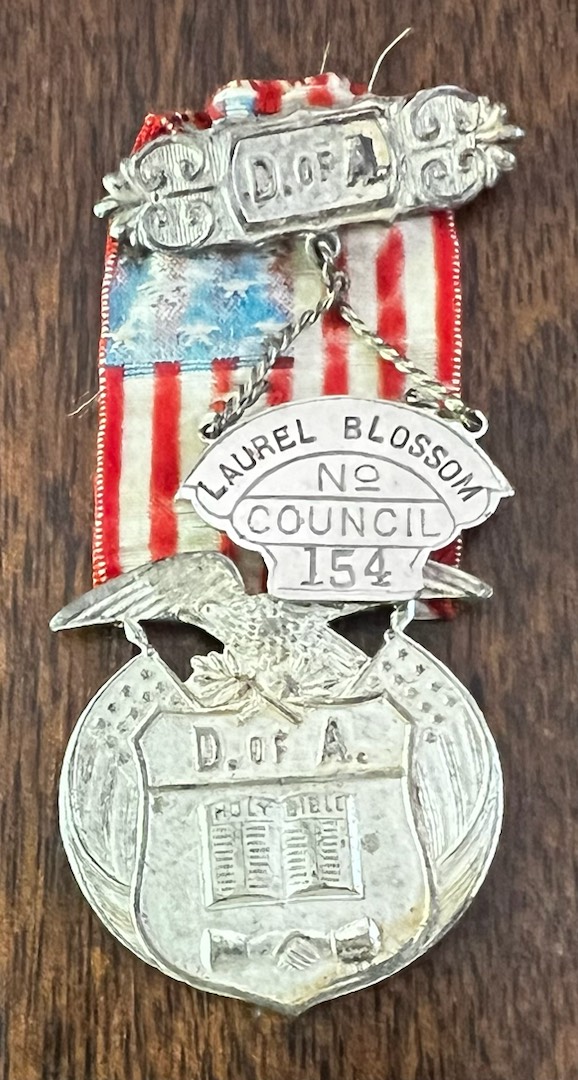 D. OF A.
LAUREL BLOSSOM
No
COUNCIL
154
D. OF A.
HOLY BIBLE